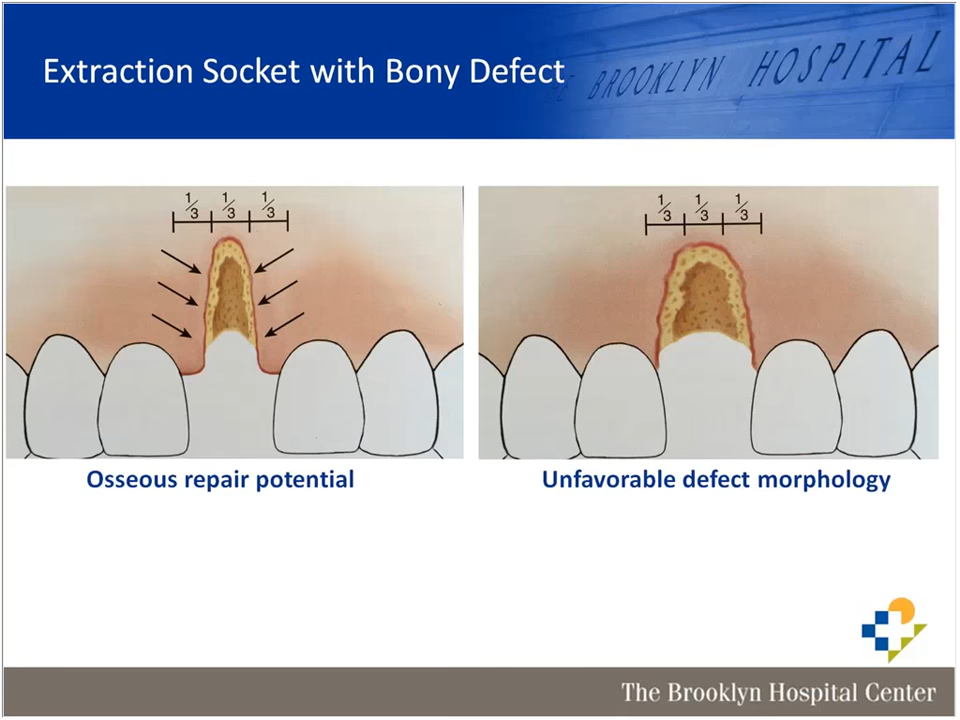 Extraction Socket with Bony Defect
BROOKLYN HOSPITAL
1/3 1/3 1/3
1/3 1/3 1/3
Osseous repair potential
Unfavorable defect morphology
The Brooklyn Hospital Center